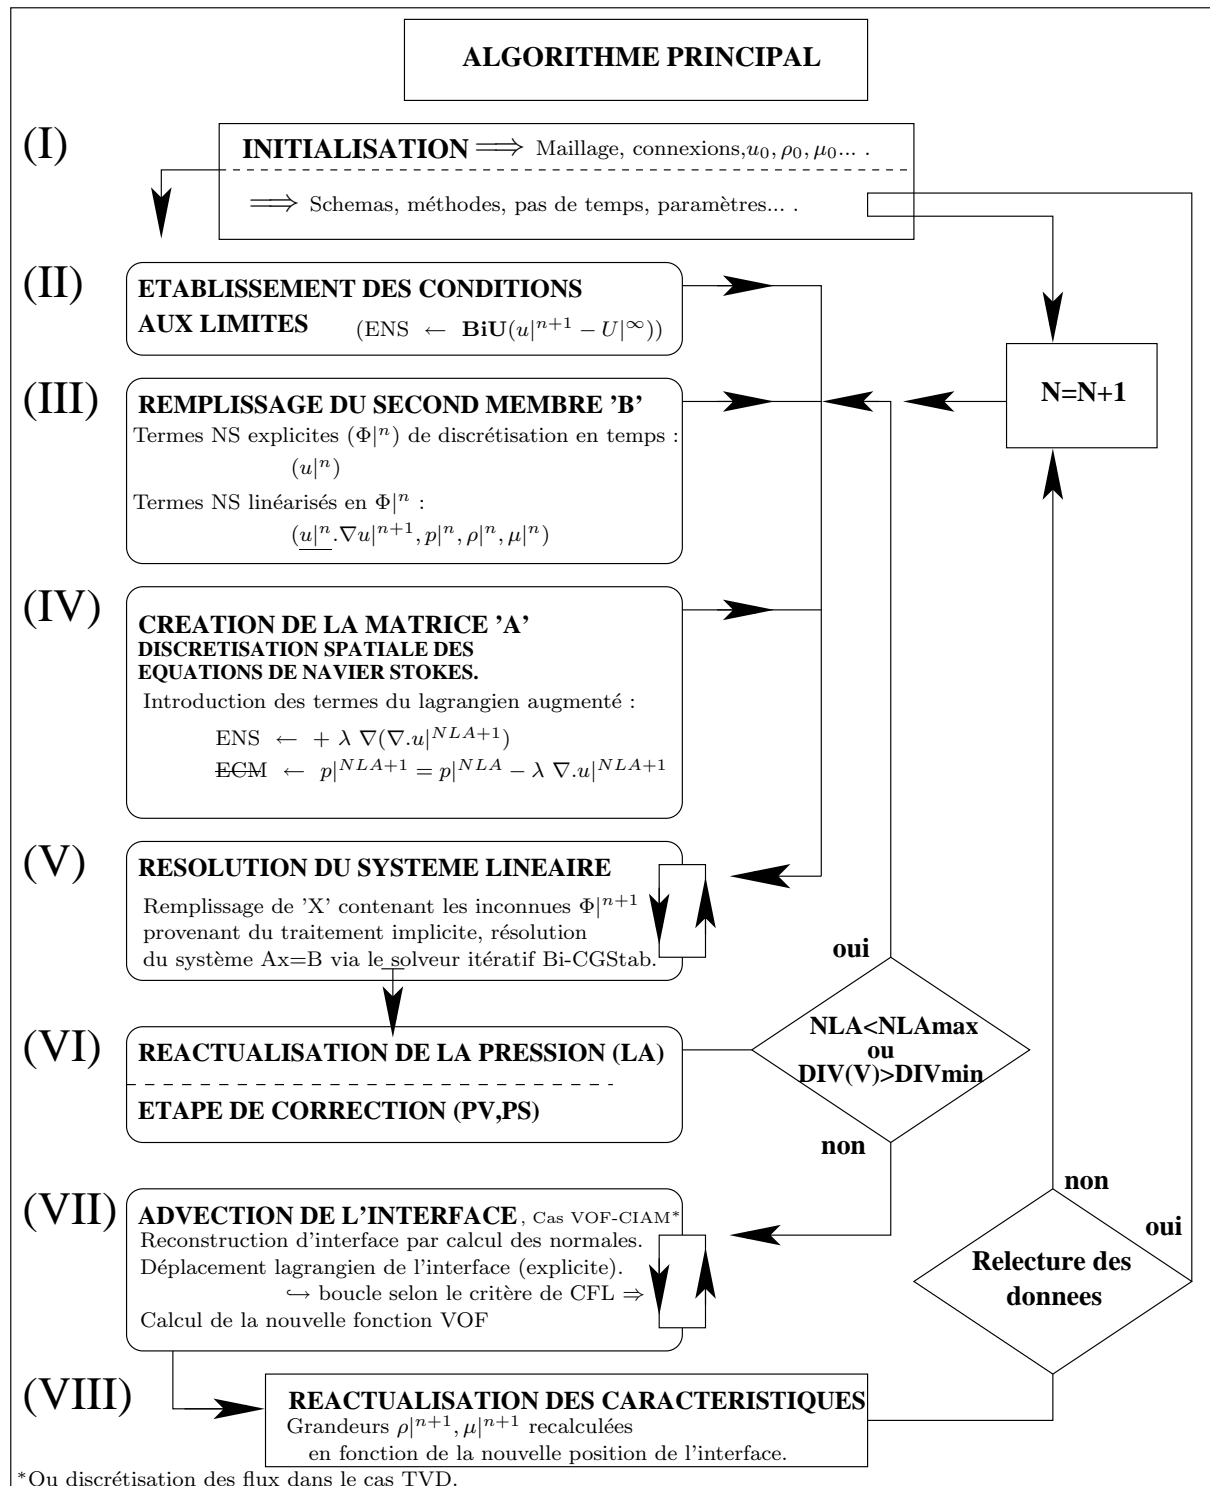 ALGORITHME PRINCIPAL
(I)
INITIALISATION ⟹ Maillage, connexions,u₀, ρ₀, μ₀... .
⟹ Schemas, méthodes, pas de temps, paramètres... .
(II)
ETABLISSEMENT DES CONDITIONS
AUX LIMITES (ENS ← BiU(u|ⁿ⁺¹ − U|^∞))
(III)
REMPLISSAGE DU SECOND MEMBRE 'B'
Termes NS explicites (Φ|ⁿ) de discrétisation en temps :
(u|ⁿ)
Termes NS linéarisés en Φ|ⁿ :
(u|ⁿ.∇u|ⁿ⁺¹, p|ⁿ, ρ|ⁿ, μ|ⁿ)
N=N+1
(IV)
CREATION DE LA MATRICE 'A'
DISCRETISATION SPATIALE DES
EQUATIONS DE NAVIER STOKES.
Introduction des termes du lagrangien augmenté :
ENS ← + λ ∇(∇.u|^{NLA+1})
ECM ← p|^{NLA+1} = p|^{NLA} − λ ∇.u|^{NLA+1}
(V)
RESOLUTION DU SYSTEME LINEAIRE
Remplissage de 'X' contenant les inconnues Φ|ⁿ⁺¹
provenant du traitement implicite, résolution
du système Ax=B via le solveur itératif Bi-CGStab.
oui
NLA<NLAmax
ou
DIV(V)>DIVmin
non
(VI)
REACTUALISATION DE LA PRESSION (LA)
ETAPE DE CORRECTION (PV,PS)
(VII)
ADVECTION DE L'INTERFACE , Cas VOF-CIAM*
Reconstruction d'interface par calcul des normales.
Déplacement lagrangien de l'interface (explicite).
↪ boucle selon le critère de CFL ⇒
Calcul de la nouvelle fonction VOF
non
oui
Relecture des
donnees
(VIII)
REACTUALISATION DES CARACTERISTIQUES
Grandeurs ρ|ⁿ⁺¹, μ|ⁿ⁺¹ recalculées
en fonction de la nouvelle position de l'interface.
*Ou discrétisation des flux dans le cas TVD.